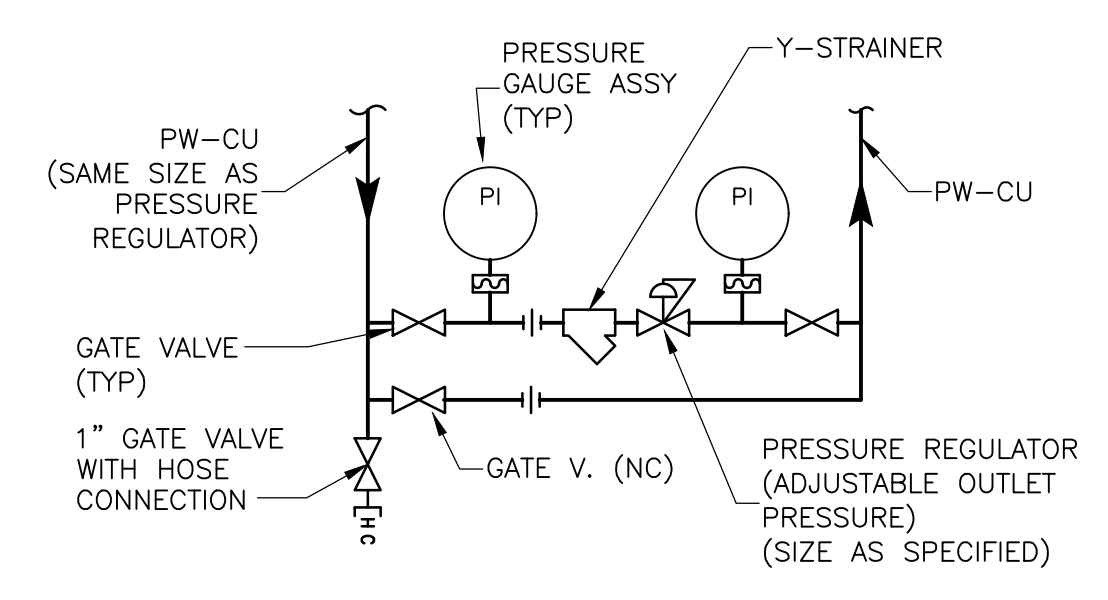 PRESSURE
GAUGE ASSY
(TYP)
Y-STRAINER
PW-CU
(SAME SIZE AS
PRESSURE
REGULATOR)
PI
PI
PW-CU
GATE VALVE
(TYP)
1" GATE VALVE
WITH HOSE
CONNECTION
GATE V. (NC)
PRESSURE REGULATOR
(ADJUSTABLE OUTLET
PRESSURE)
(SIZE AS SPECIFIED)
HC